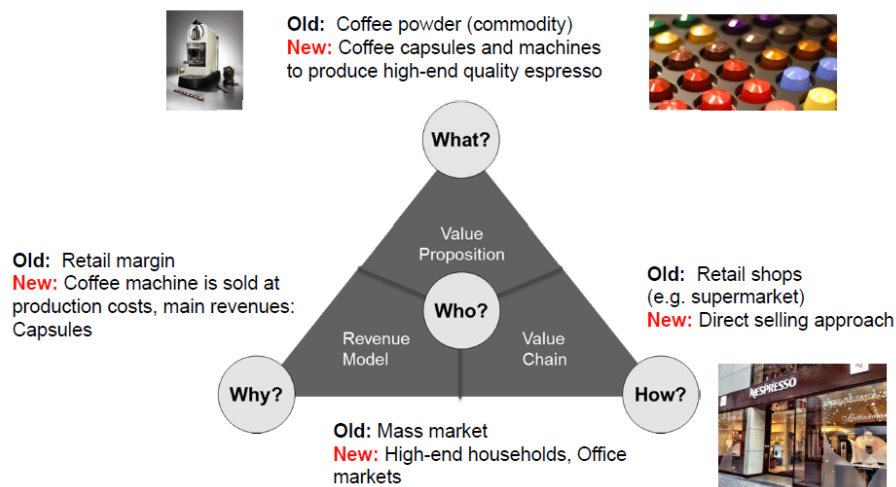 Old: Coffee powder (commodity)
New: Coffee capsules and machines
to produce high-end quality espresso
What?
Value
Proposition
Old: Retail margin
New: Coffee machine is sold at
production costs, main revenues:
Capsules
Old: Retail shops
(e.g. supermarket)
New: Direct selling approach
Who?
Revenue
Model
Value
Chain
Why?
How?
NESPRESSO
Old: Mass market
New: High-end households, Office
markets